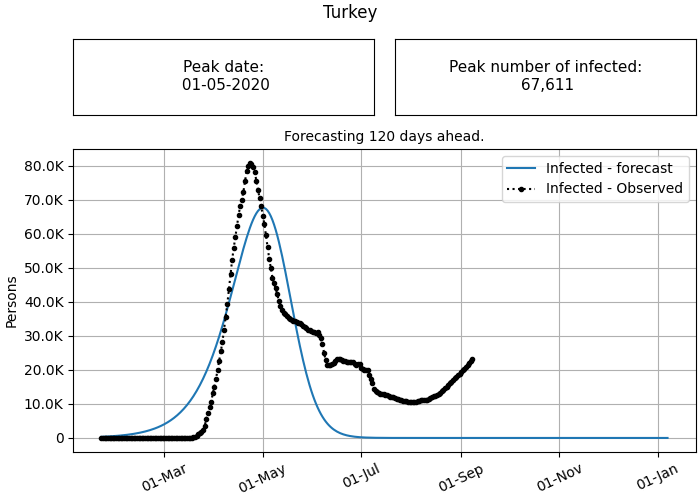 Turkey
Peak date:
01-05-2020
Peak number of infected:
67,611
Forecasting 120 days ahead.
Infected - forecast
Infected - Observed
Persons
80.0K
70.0K
60.0K
50.0K
40.0K
30.0K
20.0K
10.0K
0
01-Mar
01-May
01-Jul
01-Sep
01-Nov
01-Jan